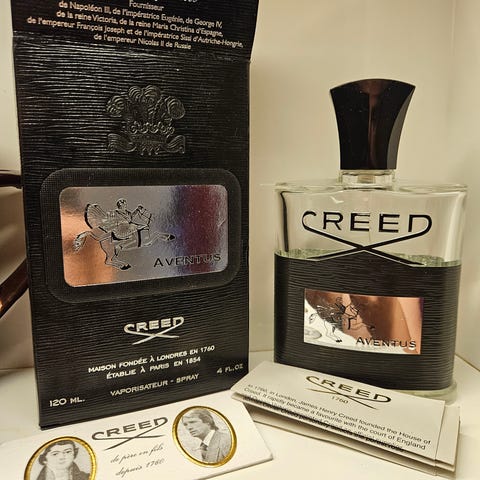 Fournisseur
de Napoléon III, de l'impératrice Eugénie, de George IV,
de la reine Victoria, de la reine Maria Christina d'Espagne,
de l'empereur François Joseph et de l'impératrice Sissi d'Autriche-Hongrie,
de l'empereur Nicolas II de Russie
AVENTUS
CREED
MAISON FONDÉE À LONDRES EN 1760
ÉTABLIE À PARIS EN 1854
VAPORISATEUR - SPRAY
120 ML.
4 FL.OZ
CREED
AVENTUS
CREED
de père en fils
depuis 1760
CREED
1760
In 1760, in London, James Henry Creed founded the House of
Creed. It rapidly became a favourite with the court of England